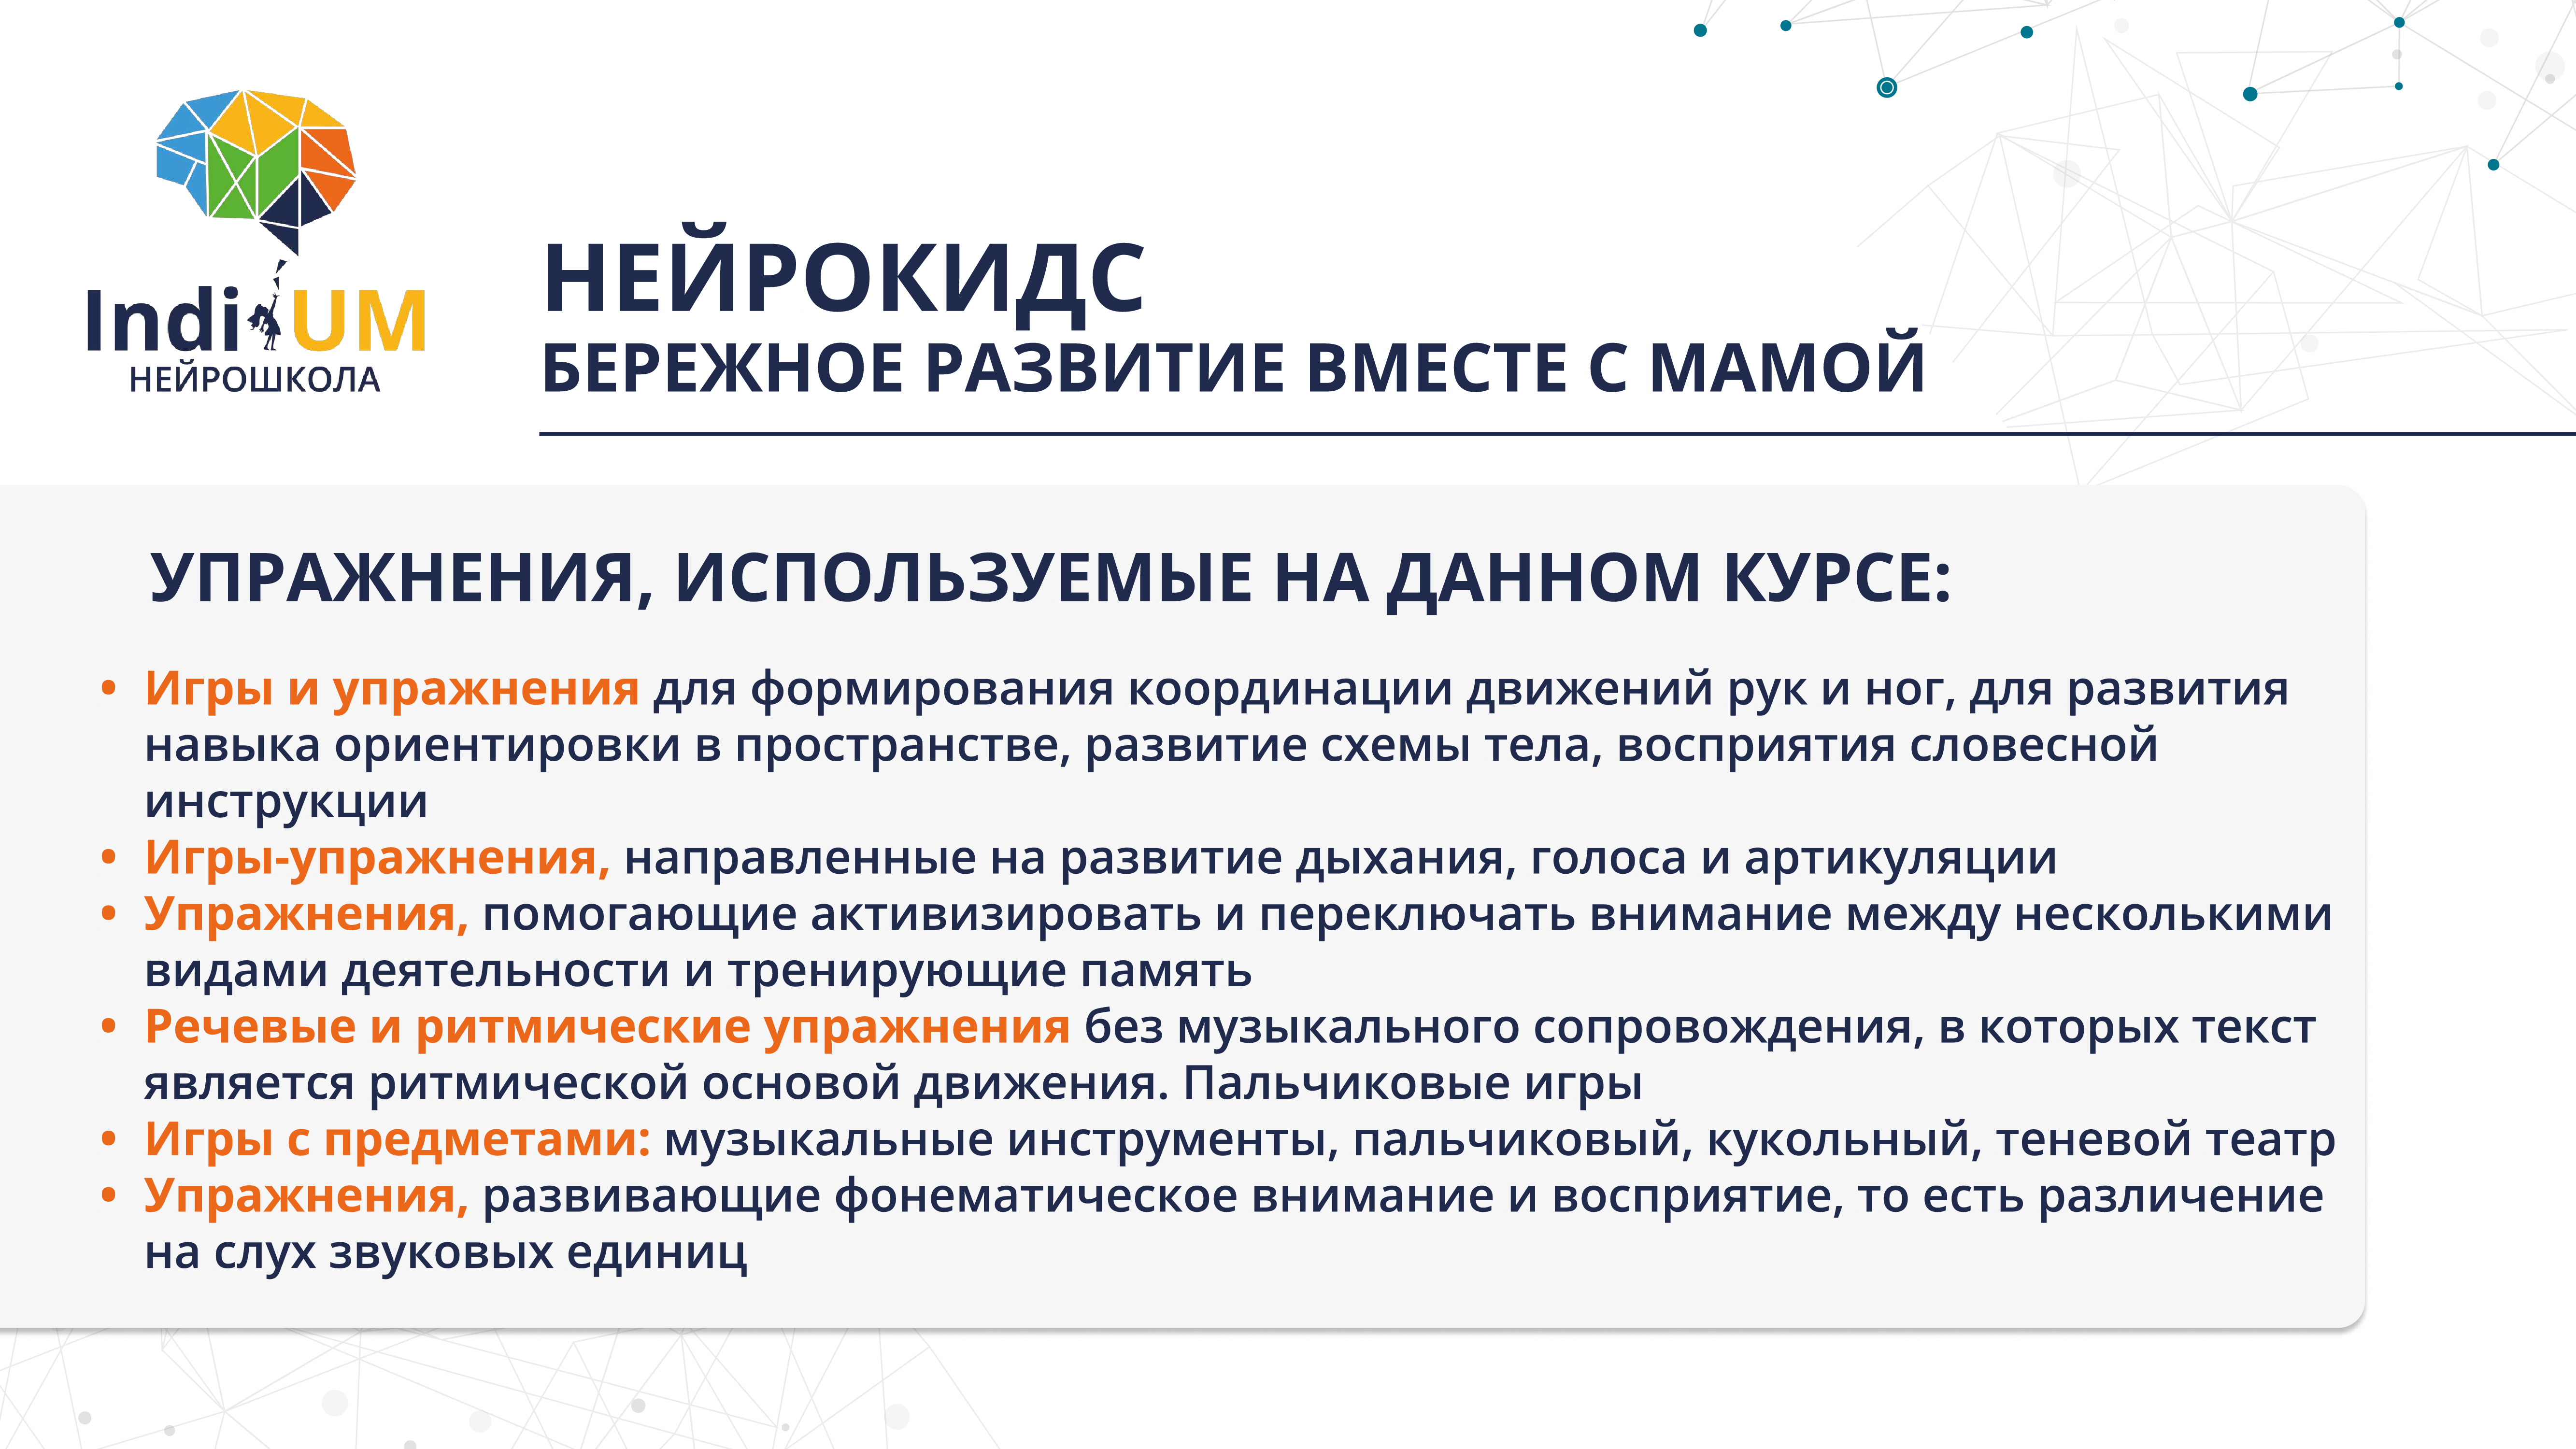 IndiUM
НЕЙРОШКОЛА
НЕЙРОКИДС
БЕРЕЖНОЕ РАЗВИТИЕ ВМЕСТЕ С МАМОЙ
УПРАЖНЕНИЯ, ИСПОЛЬЗУЕМЫЕ НА ДАННОМ КУРСЕ:
• Игры и упражнения для формирования координации движений рук и ног, для развития
навыка ориентировки в пространстве, развитие схемы тела, восприятия словесной
инструкции
• Игры-упражнения, направленные на развитие дыхания, голоса и артикуляции
• Упражнения, помогающие активизировать и переключать внимание между несколькими
видами деятельности и тренирующие память
• Речевые и ритмические упражнения без музыкального сопровождения, в которых текст
является ритмической основой движения. Пальчиковые игры
• Игры с предметами: музыкальные инструменты, пальчиковый, кукольный, теневой театр
• Упражнения, развивающие фонематическое внимание и восприятие, то есть различение
на слух звуковых единиц